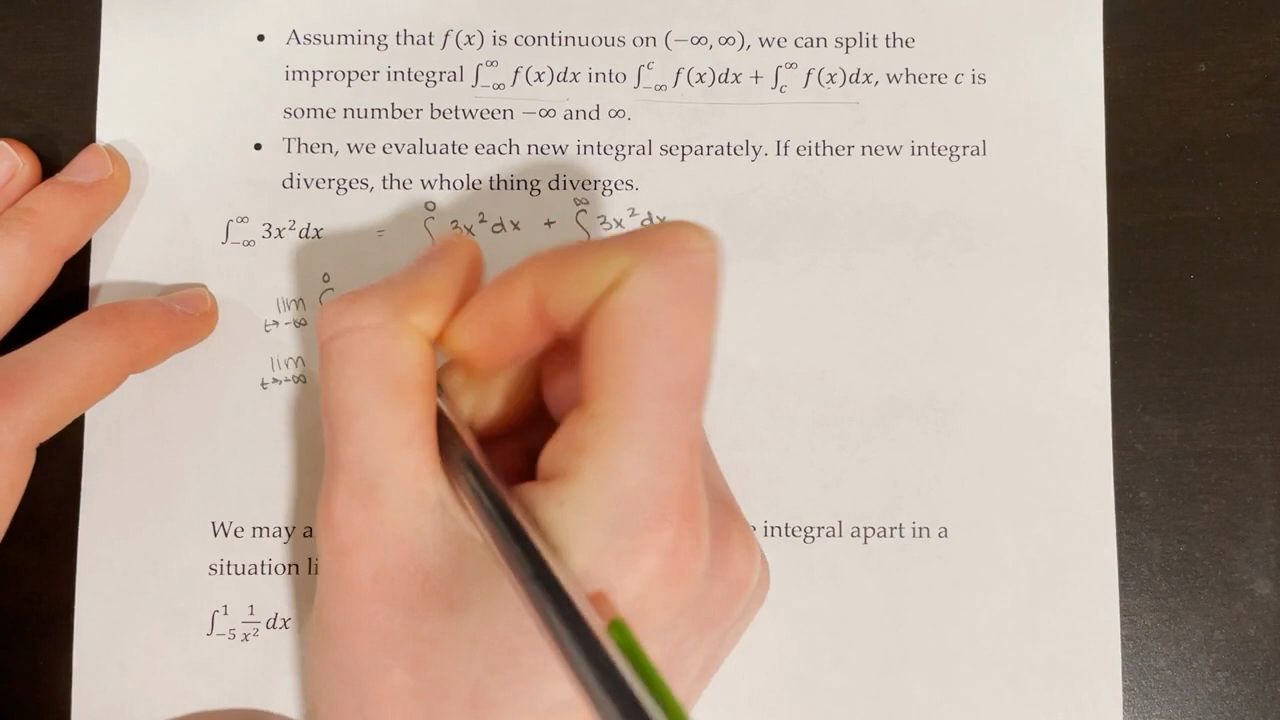 • Assuming that f(x) is continuous on (−∞, ∞), we can split the
improper integral ∫_{−∞}^{∞} f(x)dx into ∫_{−∞}^{c} f(x)dx + ∫_{c}^{∞} f(x)dx, where c is
some number between −∞ and ∞.
• Then, we evaluate each new integral separately. If either new integral
diverges, the whole thing diverges.
∫_{−∞}^{∞} 3x²dx = ∫^{0} 3x²dx + ∫^{∞} 3x²dx
lim t→−∞ ∫^{0}
lim t→−∞
We may a integral apart in a
situation li
∫_{−5}^{1} 1/x² dx